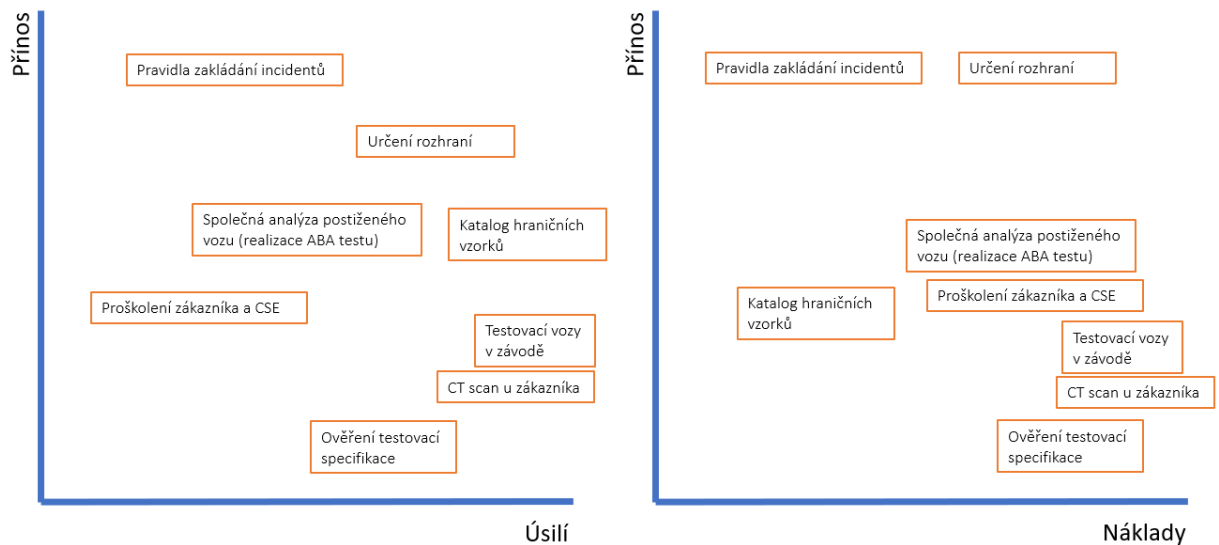 Přínos
Pravidla zakládání incidentů
Určení rozhraní
Společná analýza postiženého
vozu (realizace ABA testu)
Katalog hraničních
vzorků
Proškolení zákazníka a CSE
Testovací vozy
v závodě
CT scan u zákazníka
Ověření testovací
specifikace
Úsilí
Přínos
Pravidla zakládání incidentů
Určení rozhraní
Společná analýza postiženého
vozu (realizace ABA testu)
Proškolení zákazníka a CSE
Katalog hraničních
vzorků
Testovací vozy
v závodě
CT scan u zákazníka
Ověření testovací
specifikace
Náklady